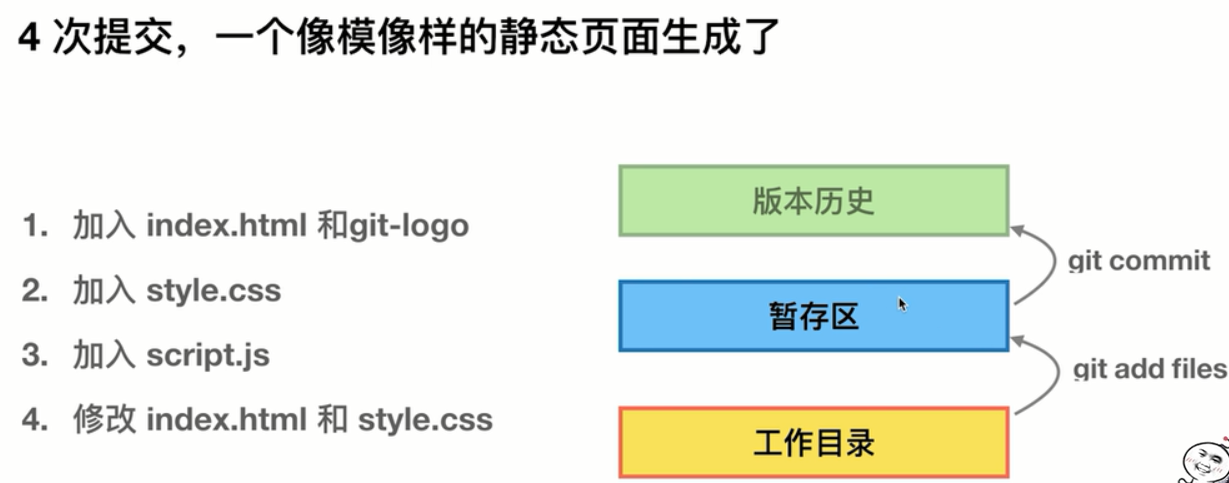 4 次提交，一个像模像样的静态页面生成了
1. 加入 index.html 和git-logo
2. 加入 style.css
3. 加入 script.js
4. 修改 index.html 和 style.css
版本历史
git commit
暂存区
git add files
工作目录